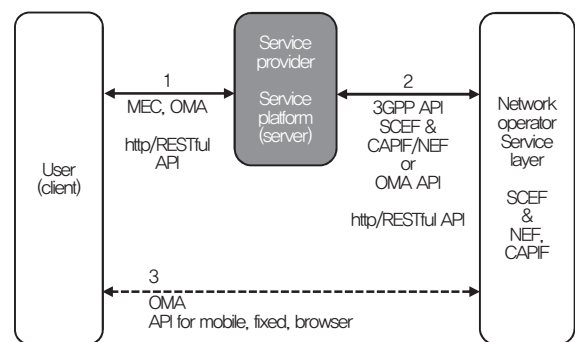 User
(client)
1
MEC, OMA
http/RESTful
API
Service
provider
Service
platform
(server)
2
3GPP API
SCEF &
CAPIF/NEF
or
OMA API
http/RESTful API
Network
operator
Service
layer
SCEF
&
NEF,
CAPIF
3
OMA
API for mobile, fixed, browser